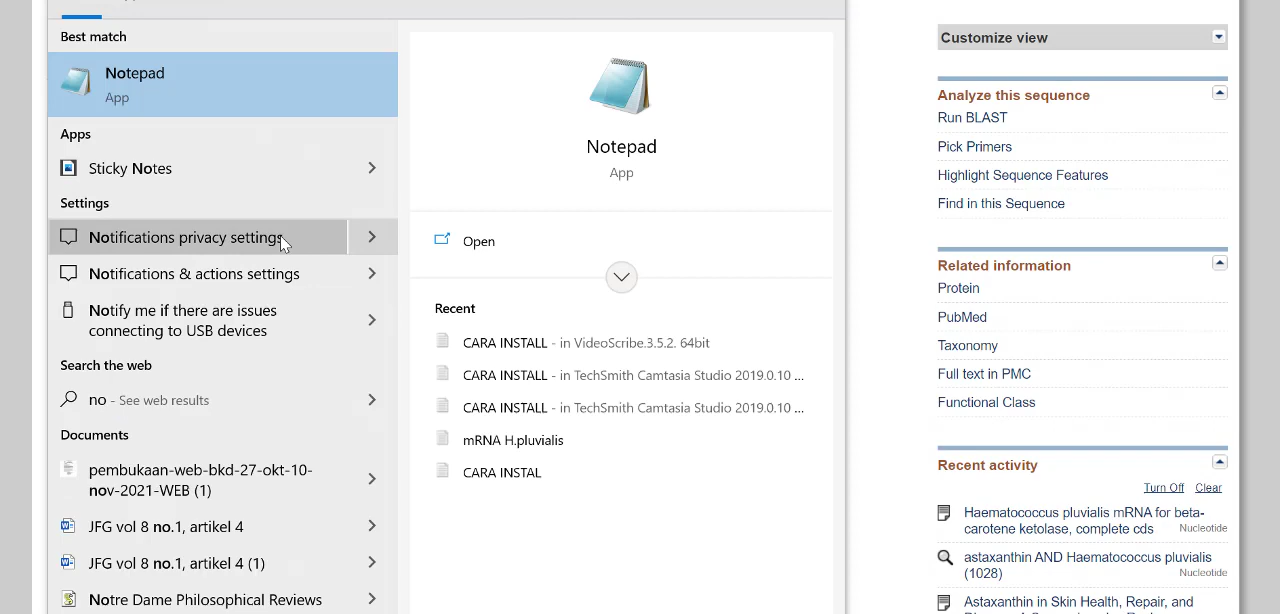 Best match
Notepad
App
Apps
Sticky Notes
Settings
Notifications privacy settings
Notifications & actions settings
Notify me if there are issues
connecting to USB devices
Search the web
no - See web results
Documents
pembukaan-web-bkd-27-okt-10-
nov-2021-WEB (1)
JFG vol 8 no.1, artikel 4
JFG vol 8 no.1, artikel 4 (1)
Notre Dame Philosophical Reviews
Notepad
App
Open
Recent
CARA INSTALL - in VideoScribe.3.5.2. 64bit
CARA INSTALL - in TechSmith Camtasia Studio 2019.0.10 ...
CARA INSTALL - in TechSmith Camtasia Studio 2019.0.10 ...
mRNA H.pluvialis
CARA INSTAL
Customize view
Analyze this sequence
Run BLAST
Pick Primers
Highlight Sequence Features
Find in this Sequence
Related information
Protein
PubMed
Taxonomy
Full text in PMC
Functional Class
Recent activity
Turn Off Clear
Haematococcus pluvialis mRNA for beta-
carotene ketolase, complete cds Nucleotide
astaxanthin AND Haematococcus pluvialis
(1028) Nucleotide
Astaxanthin in Skin Health, Repair, and